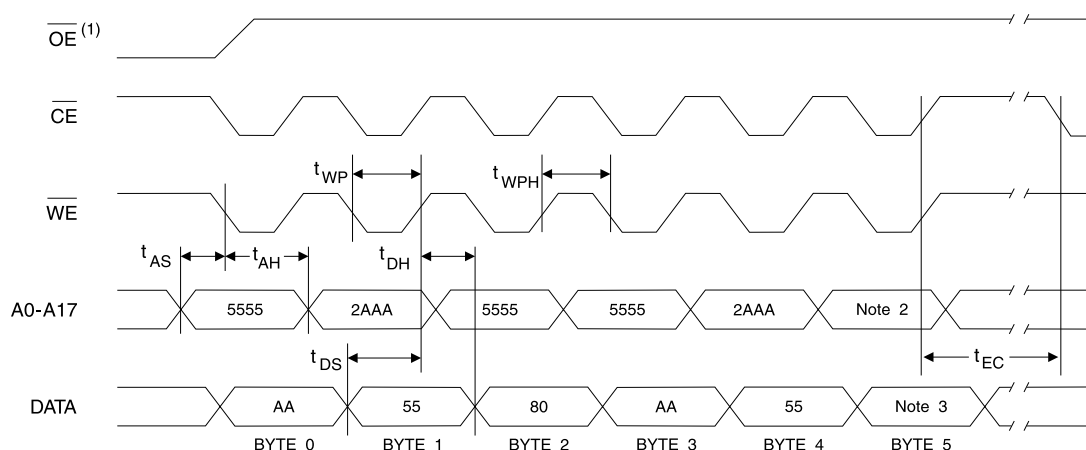 OE (1)
CE
tWP
tWPH
WE
tAS
tAH
tDH
A0-A17
5555 2AAA 5555 5555 2AAA Note 2
tDS
tEC
DATA
AA 55 80 AA 55 Note 3
BYTE 0 BYTE 1 BYTE 2 BYTE 3 BYTE 4 BYTE 5